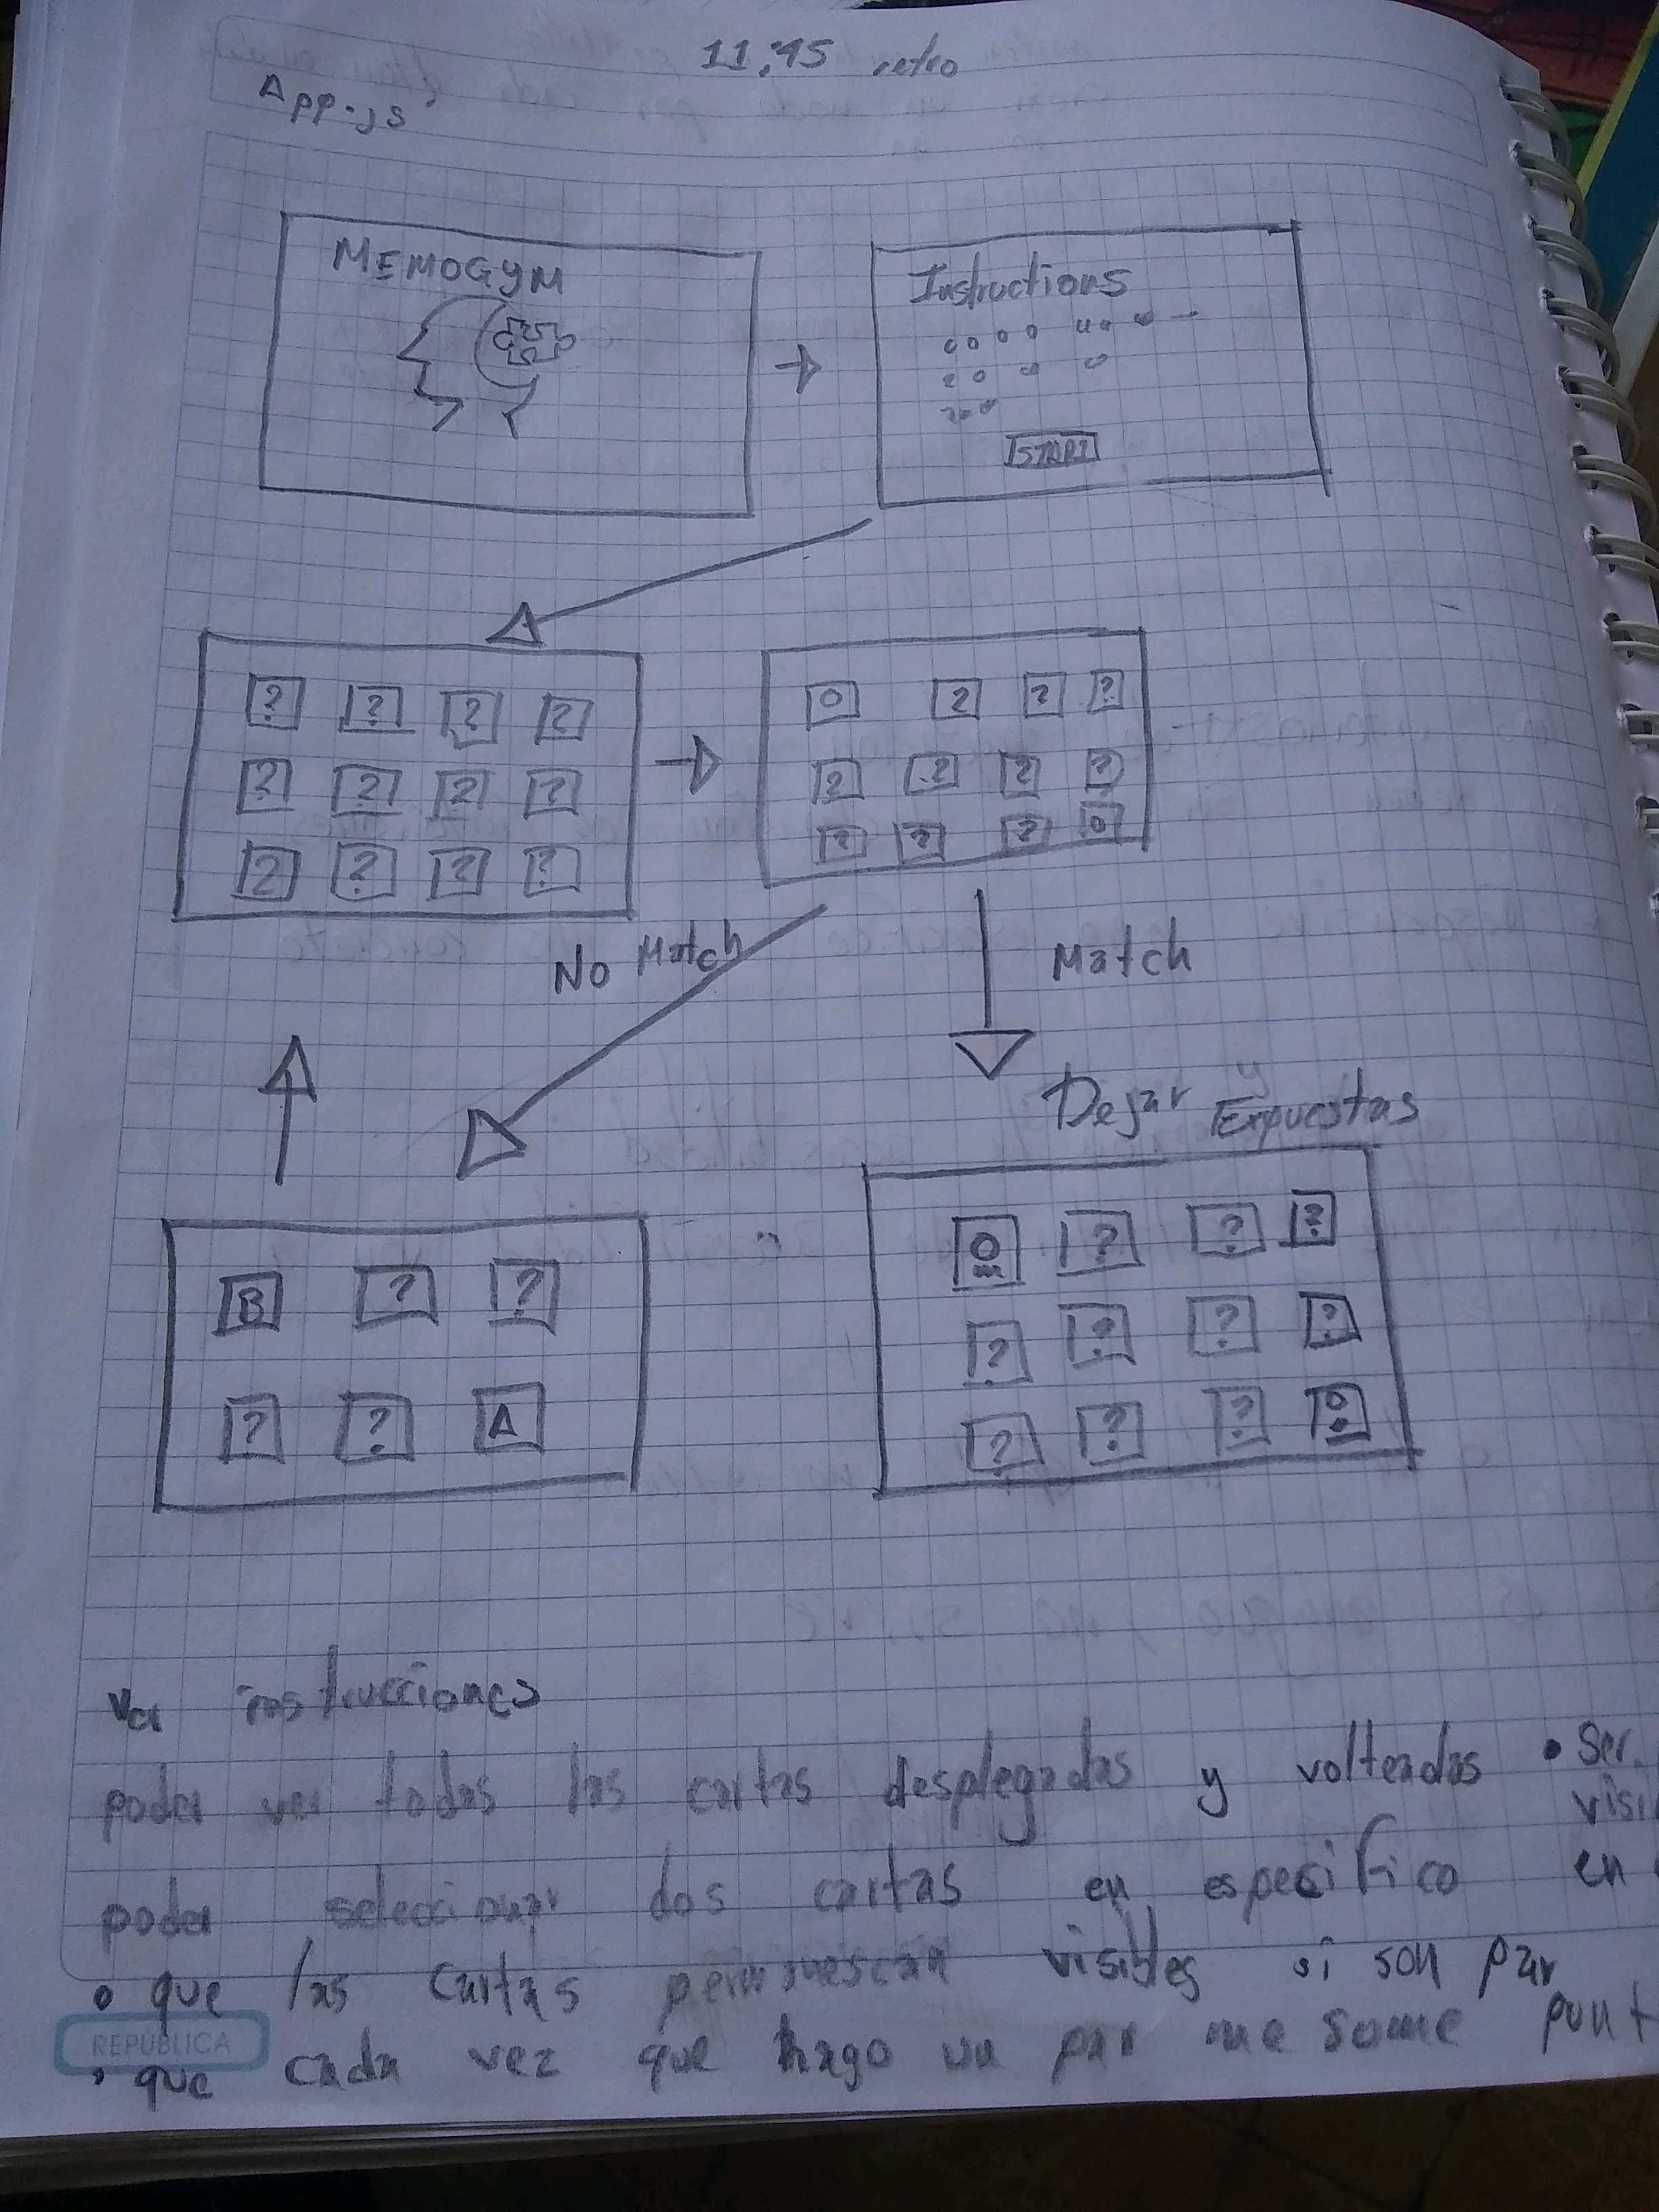 11:45 retro
App.js
MEMOGYM
Instructions
START
? ? ? ?
? ? ? ?
? ? ? ?
O ? ? ?
? ? ? ?
? ? ? O
No Match
Match
Dejar Expuestas
B ? ?
? ? A
O ? ? ?
? ? ? ?
? ? ? O
ver instrucciones
poder ver todas las cartas desplegadas y volteadas • Ser
visi
poder seleccionar dos cartas en especifico en
• que las cartas permanescan visibles si son par
REPUBLICA
• que cada vez que hago un par me sume punt